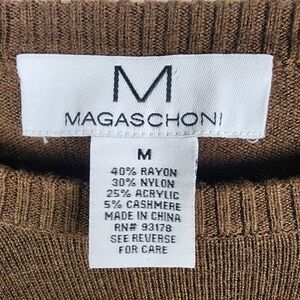 M
MAGASCHONI
M
40% RAYON
30% NYLON
25% ACRYLIC
5% CASHMERE
MADE IN CHINA
RN# 93178
SEE REVERSE
FOR CARE